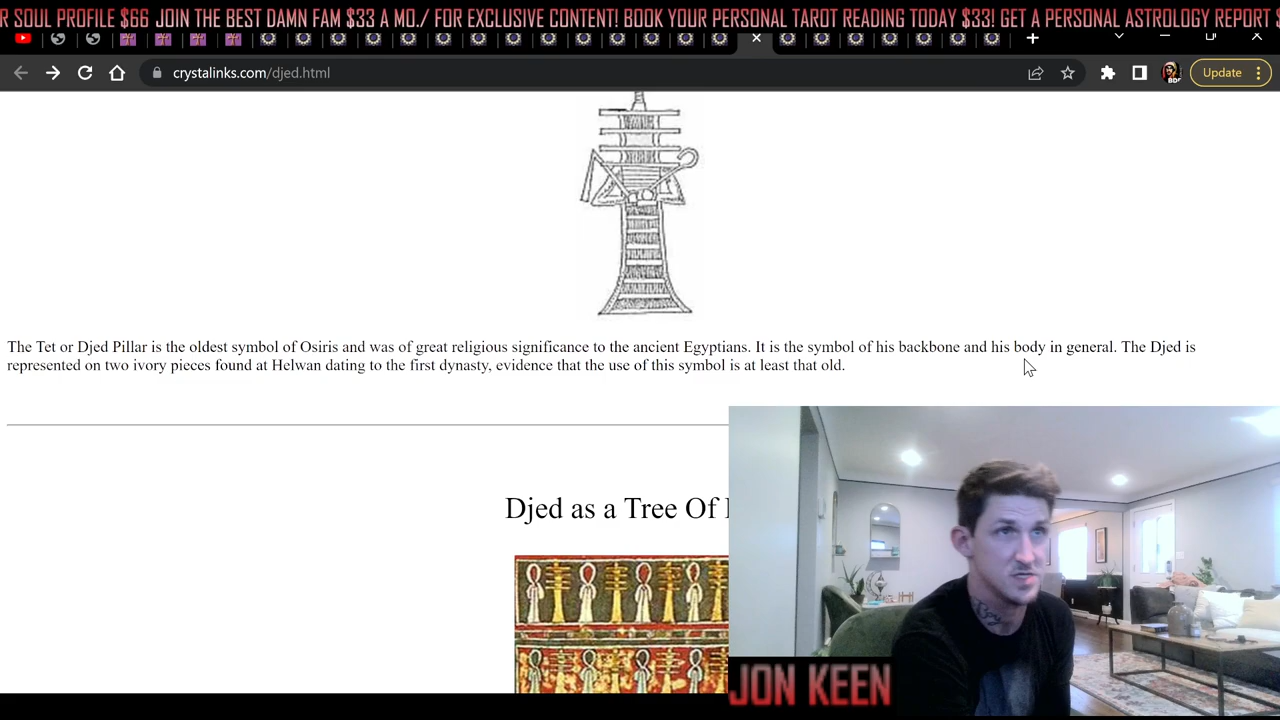 R SOUL PROFILE $66 JOIN THE BEST DAMN FAM $33 A MO./ FOR EXCLUSIVE CONTENT! BOOK YOUR PERSONAL TAROT READING TODAY $33! GET A PERSONAL ASTROLOGY REPORT $
crystalinks.com/djed.html
Update
The Tet or Djed Pillar is the oldest symbol of Osiris and was of great religious significance to the ancient Egyptians. It is the symbol of his backbone and his body in general. The Djed is
represented on two ivory pieces found at Helwan dating to the first dynasty, evidence that the use of this symbol is at least that old.
Djed as a Tree Of
JON KEEN